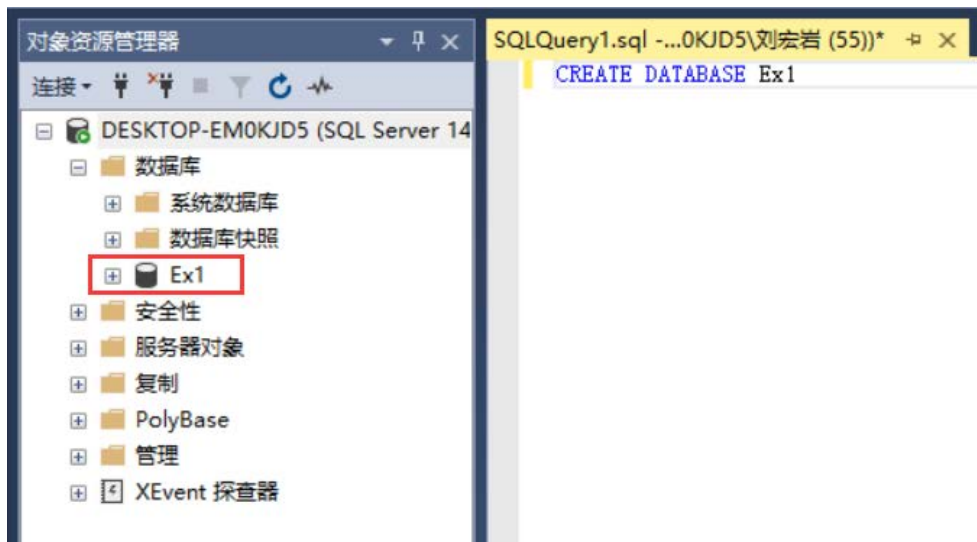 对象资源管理器
连接
DESKTOP-EM0KJD5 (SQL Server 14
数据库
系统数据库
数据库快照
Ex1
安全性
服务器对象
复制
PolyBase
管理
XEvent 探查器
SQLQuery1.sql -...0KJD5\刘宏岩 (55))*
CREATE DATABASE Ex1